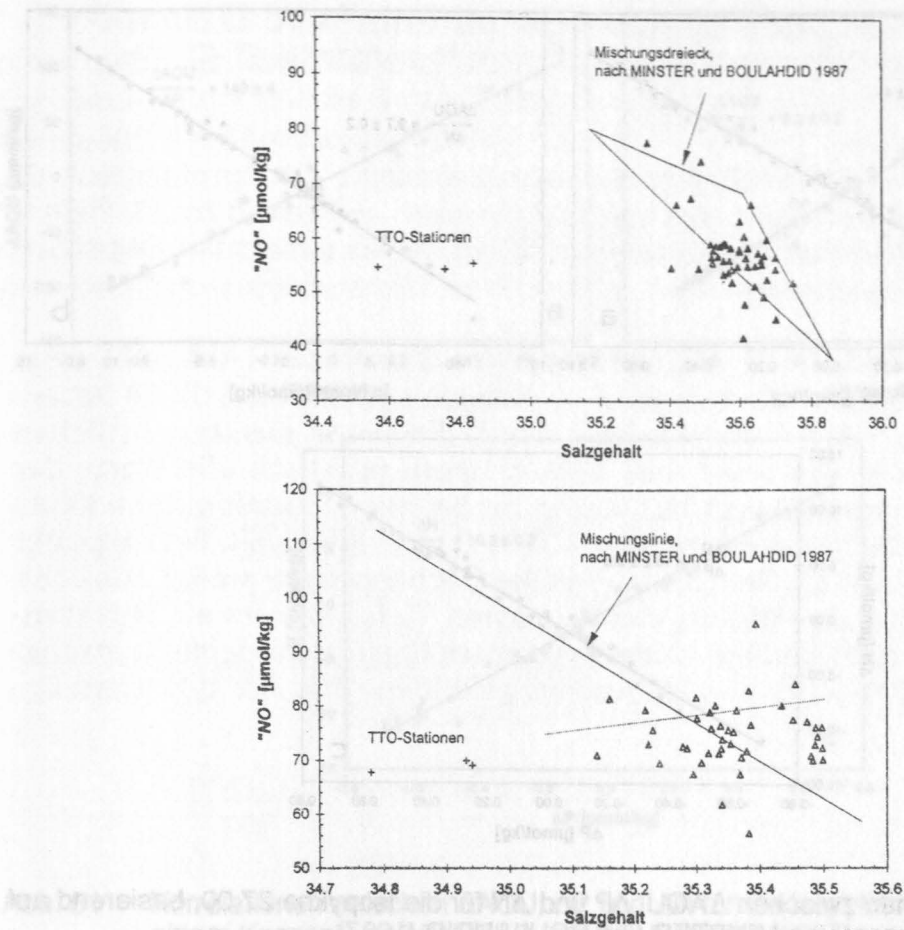 100
90
80
70
60
50
40
30
"NO" [µmol/kg]
Mischungsdreieck,
nach MINSTER und BOULAHDID 1987
TTO-Stationen
34.4 34.6 34.8 35.0 35.2 35.4 35.6 35.8 36.0
Salzgehalt
120
110
100
90
80
70
60
50
"NO" [µmol/kg]
Mischungslinie,
nach MINSTER und BOULAHDID 1987
TTO-Stationen
34.7 34.8 34.9 35.0 35.1 35.2 35.3 35.4 35.5 35.6
Salzgehalt